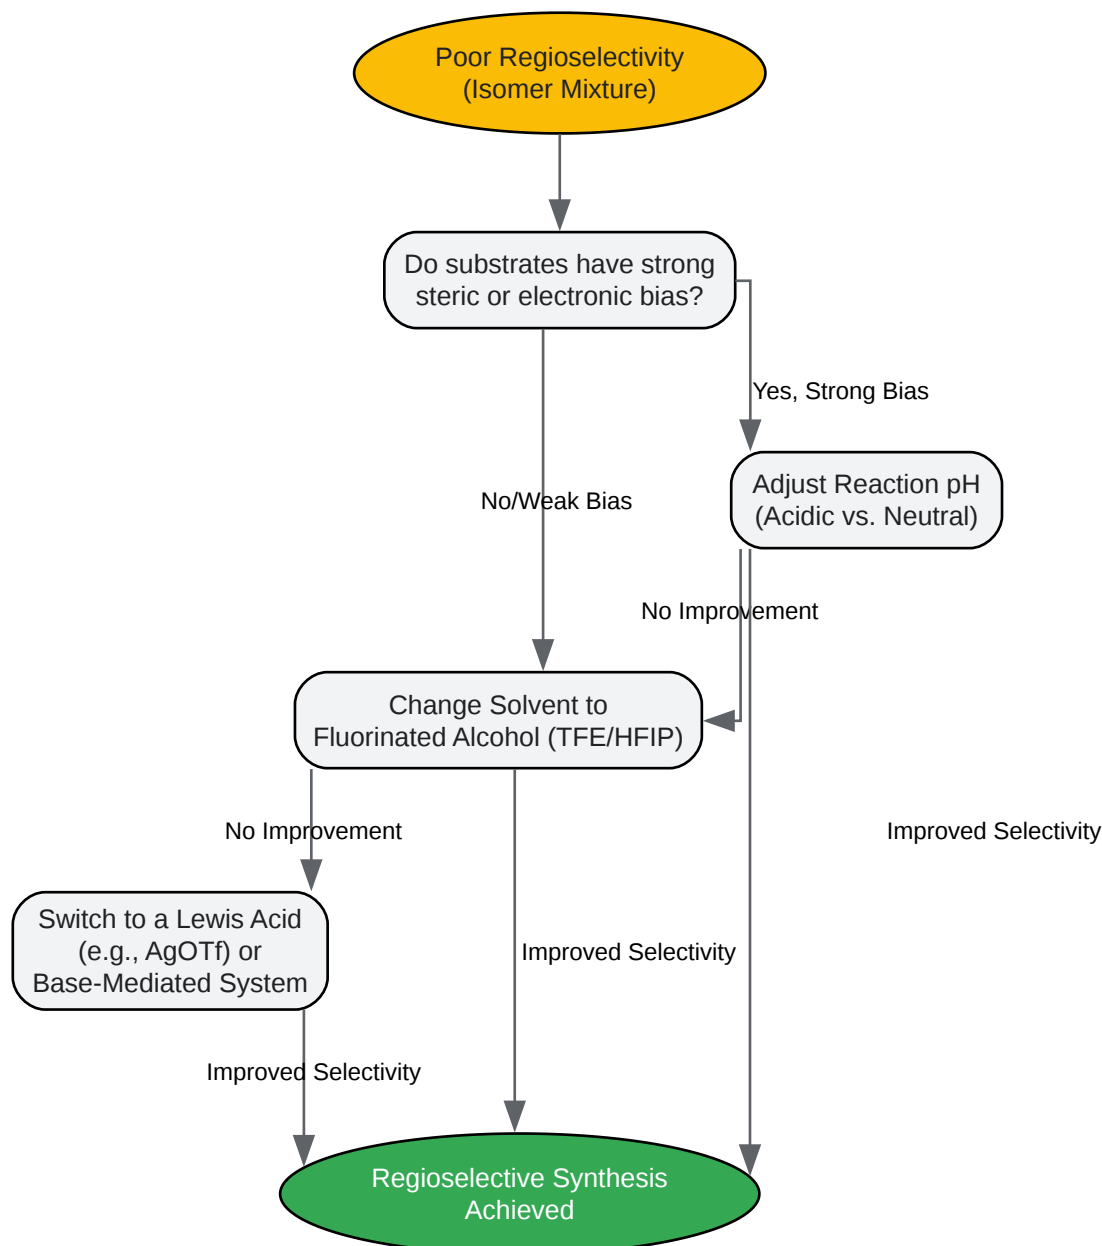 Poor Regioselectivity
(Isomer Mixture)
Do substrates have strong
steric or electronic bias?
Yes, Strong Bias
No/Weak Bias
Adjust Reaction pH
(Acidic vs. Neutral)
No Improvement
Change Solvent to
Fluorinated Alcohol (TFE/HFIP)
No Improvement
Improved Selectivity
Switch to a Lewis Acid
(e.g., AgOTf) or
Base-Mediated System
Improved Selectivity
Improved Selectivity
Regioselective Synthesis
Achieved